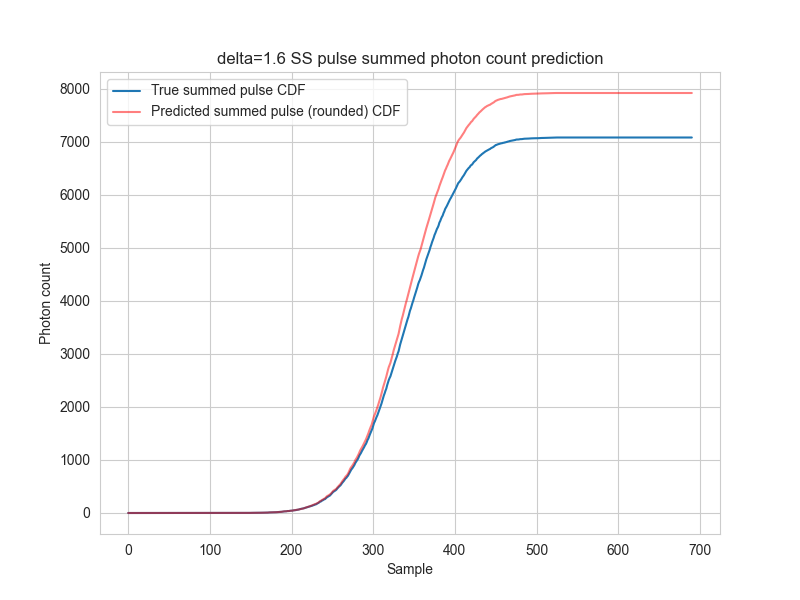 delta=1.6 SS pulse summed photon count prediction
True summed pulse CDF
Predicted summed pulse (rounded) CDF
8000
7000
6000
5000
4000
3000
2000
1000
0
Photon count
0 100 200 300 400 500 600 700
Sample